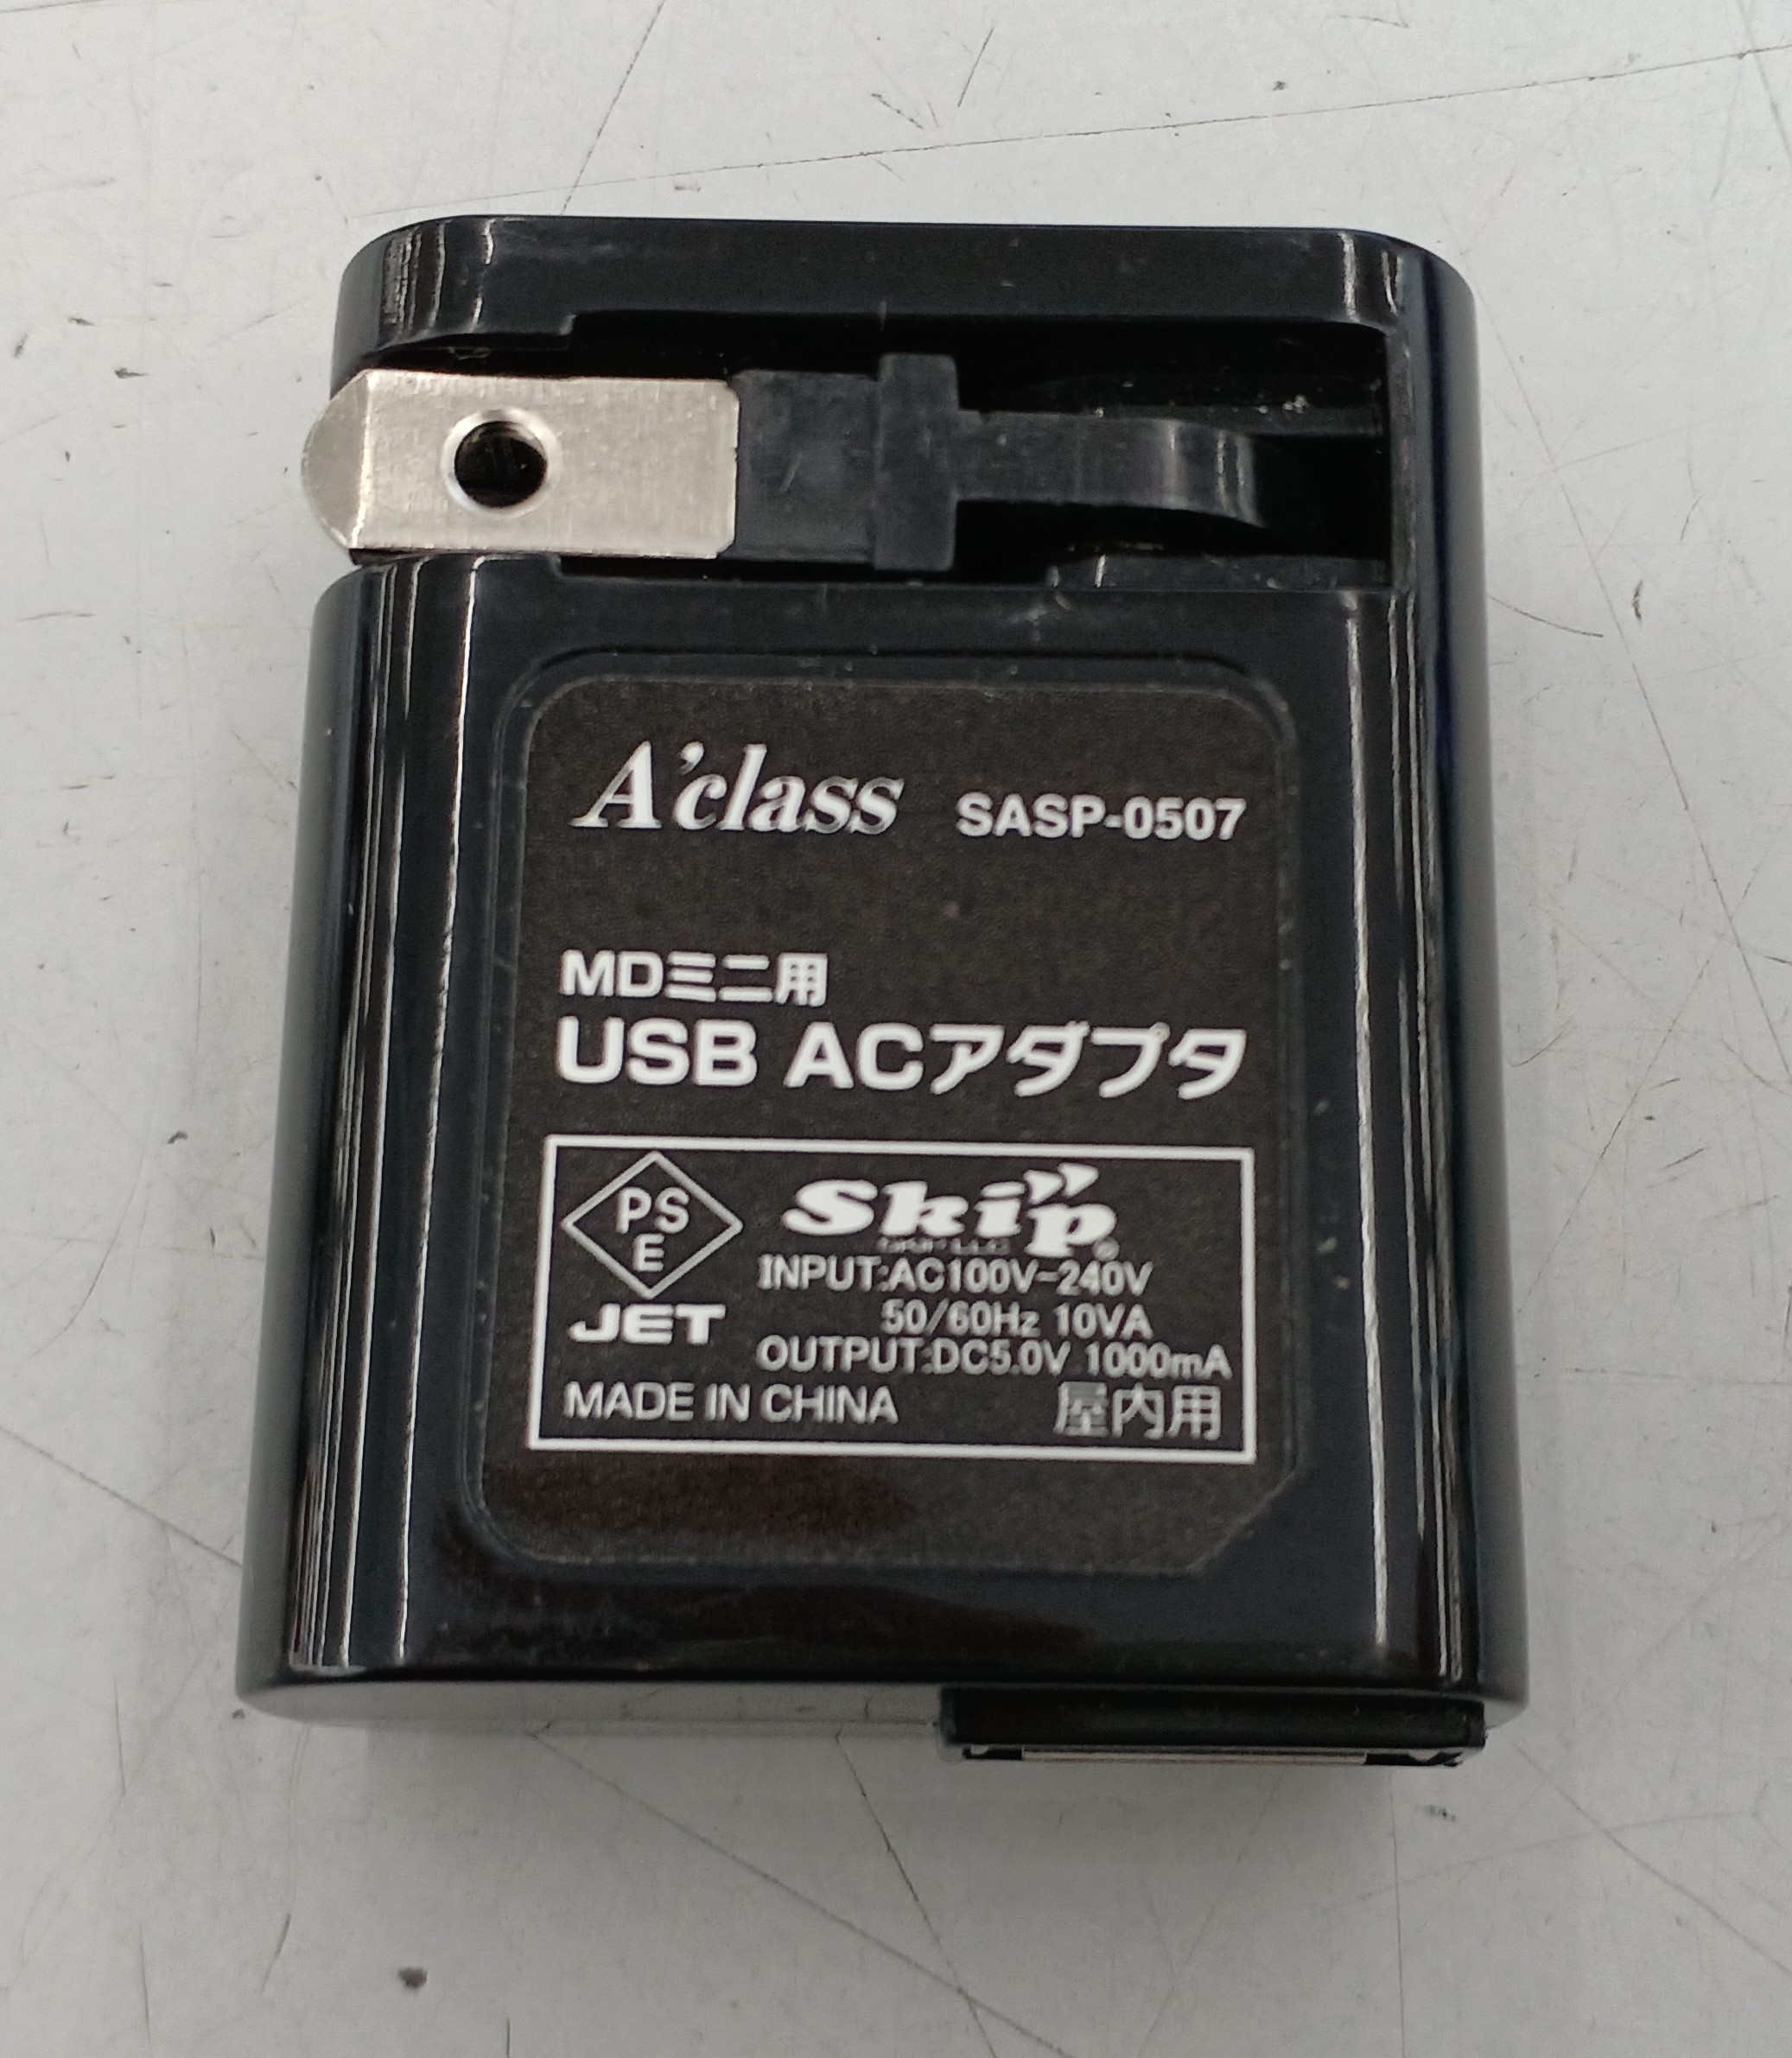 A'class SASP-0507
MDミニ用
USB ACアダプタ
PS
E
JET
Skip
INPUT:AC100V-240V
50/60Hz 10VA
OUTPUT:DC5.0V 1000mA
MADE IN CHINA 屋内用